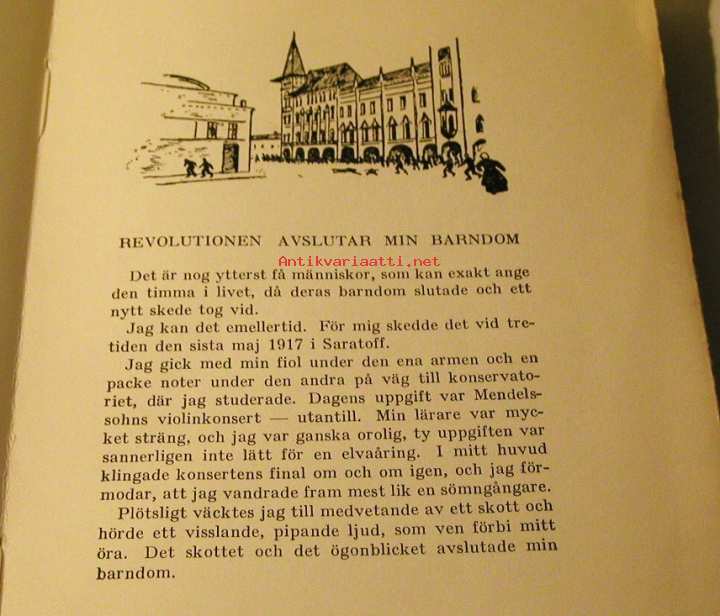 REVOLUTIONEN AVSLUTAR MIN BARNDOM
Antikvariaatti.net
Det är nog ytterst få människor, som kan exakt ange
den timma i livet, då deras barndom slutade och ett
nytt skede tog vid.
Jag kan det emellertid. För mig skedde det vid tre-
tiden den sista maj 1917 i Saratoff.
Jag gick med min fiol under den ena armen och en
packe noter under den andra på väg till konservato-
riet, där jag studerade. Dagens uppgift var Mendels-
sohns violinkonsert — utantill. Min lärare var myc-
ket sträng, och jag var ganska orolig, ty uppgiften var
sannerligen inte lätt för en elvaåring. I mitt huvud
klingade konsertens final om och om igen, och jag för-
modar, att jag vandrade fram mest lik en sömngångare.
Plötsligt väcktes jag till medvetande av ett skott och
hörde ett visslande, pipande ljud, som ven förbi mitt
öra. Det skottet och det ögonblicket avslutade min
barndom.